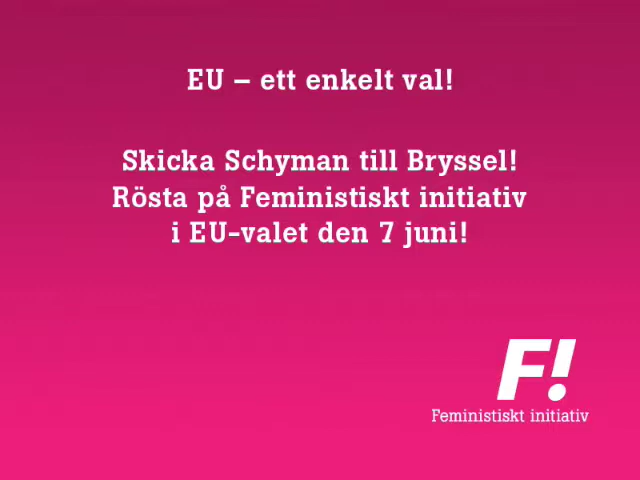 EU – ett enkelt val!
Skicka Schyman till Bryssel!
Rösta på Feministiskt initiativ
i EU-valet den 7 juni!
F!
Feministiskt initiativ